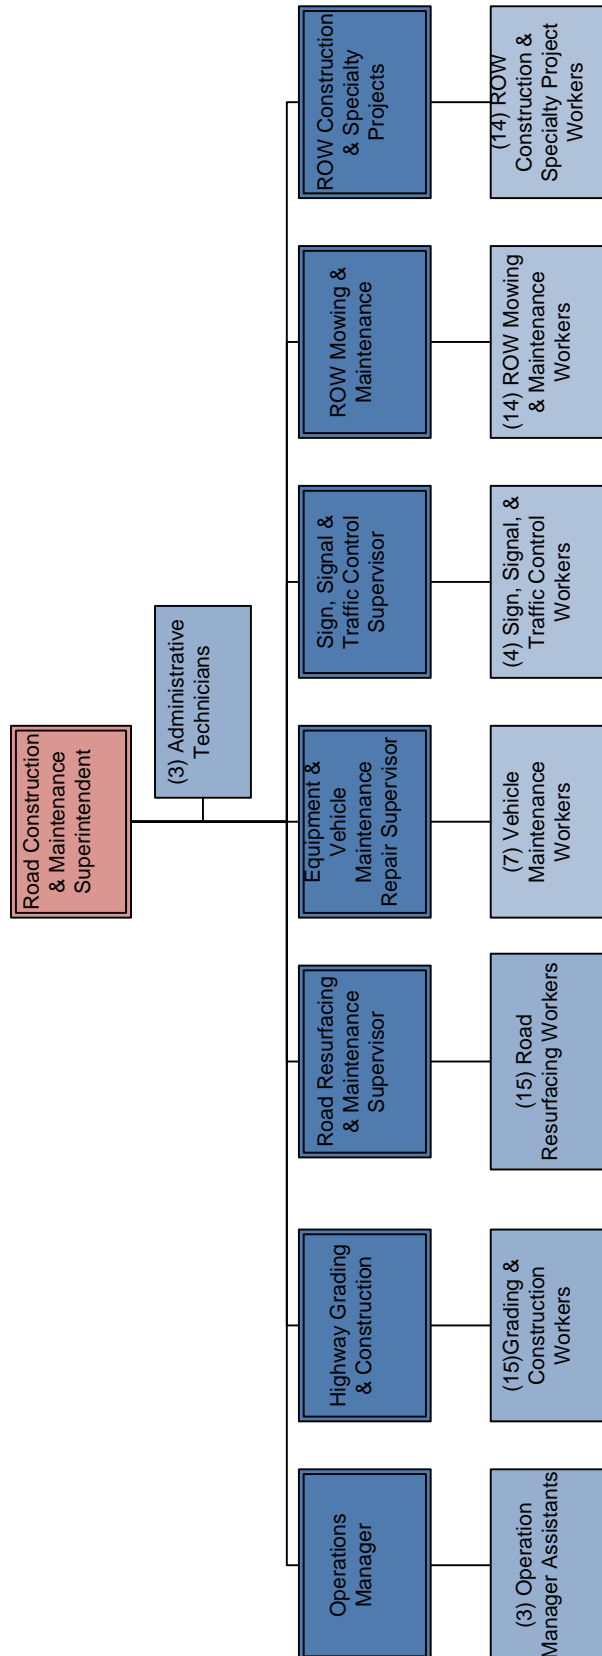 Road Construction
& Maintenance
Superintendent
(3) Administrative
Technicians
Operations
Manager
Highway Grading
& Construction
Road Resurfacing
& Maintenance
Supervisor
Equipment &
Vehicle
Maintenance
Repair Supervisor
Sign, Signal &
Traffic Control
Supervisor
ROW Mowing &
Maintenance
ROW Construction
& Specialty
Projects
(3) Operation
Manager Assistants
(15)Grading &
Construction
Workers
(15) Road
Resurfacing Workers
(7) Vehicle
Maintenance
Workers
(4) Sign, Signal, &
Traffic Control
Workers
(14) ROW Mowing
& Maintenance
Workers
(14) ROW
Construction &
Specialty Project
Workers